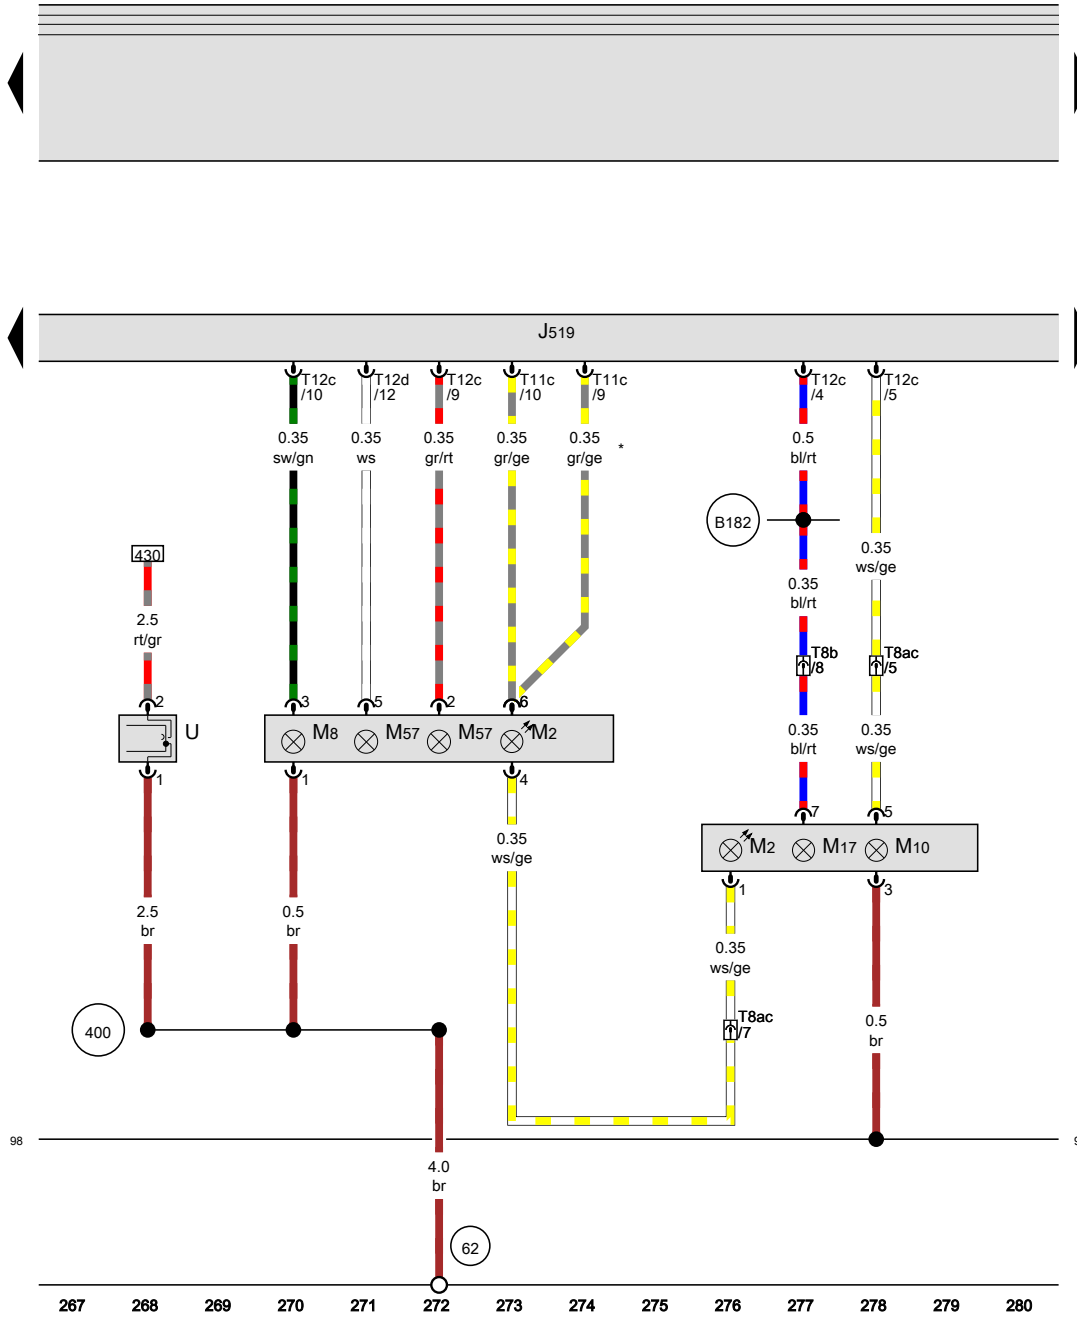 J519
T12c
/10
T12d
/12
T12c
/9
T11c
/10
T11c
/9
T12c
/4
T12c
/5
0.35
sw/gn
0.35
ws
0.35
gr/rt
0.35
gr/ge
0.35
gr/ge
*
0.5
bl/rt
B182
430
0.35
ws/ge
0.35
bl/rt
2.5
rt/gr
T8b
/8
T8ac
/5
2
3
5
2
6
U
M8
M57
M57
M2
0.35
bl/rt
0.35
ws/ge
1
1
4
7
5
0.35
ws/ge
M2
M17
M10
1
3
2.5
br
0.5
br
0.35
ws/ge
400
T8ac
/7
0.5
br
98
9
4.0
br
62
267 268 269 270 271 272 273 274 275 276 277 278 279 280